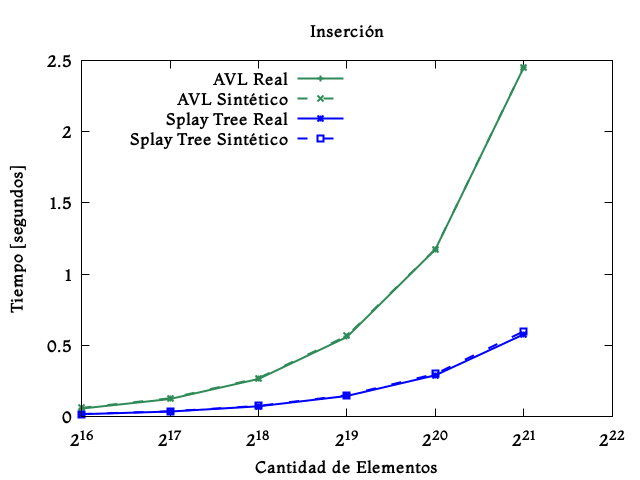 Inserción
AVL Real
AVL Sintético
Splay Tree Real
Splay Tree Sintético
Tiempo [segundos]
2.5
2
1.5
1
0.5
0
2^16 2^17 2^18 2^19 2^20 2^21 2^22
Cantidad de Elementos